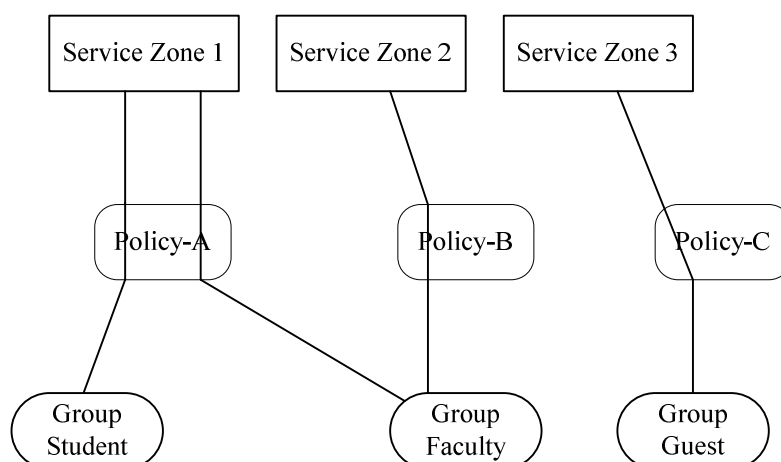 Service Zone 1
Service Zone 2
Service Zone 3
Policy-A
Policy-B
Policy-C
Group
Student
Group
Faculty
Group
Guest